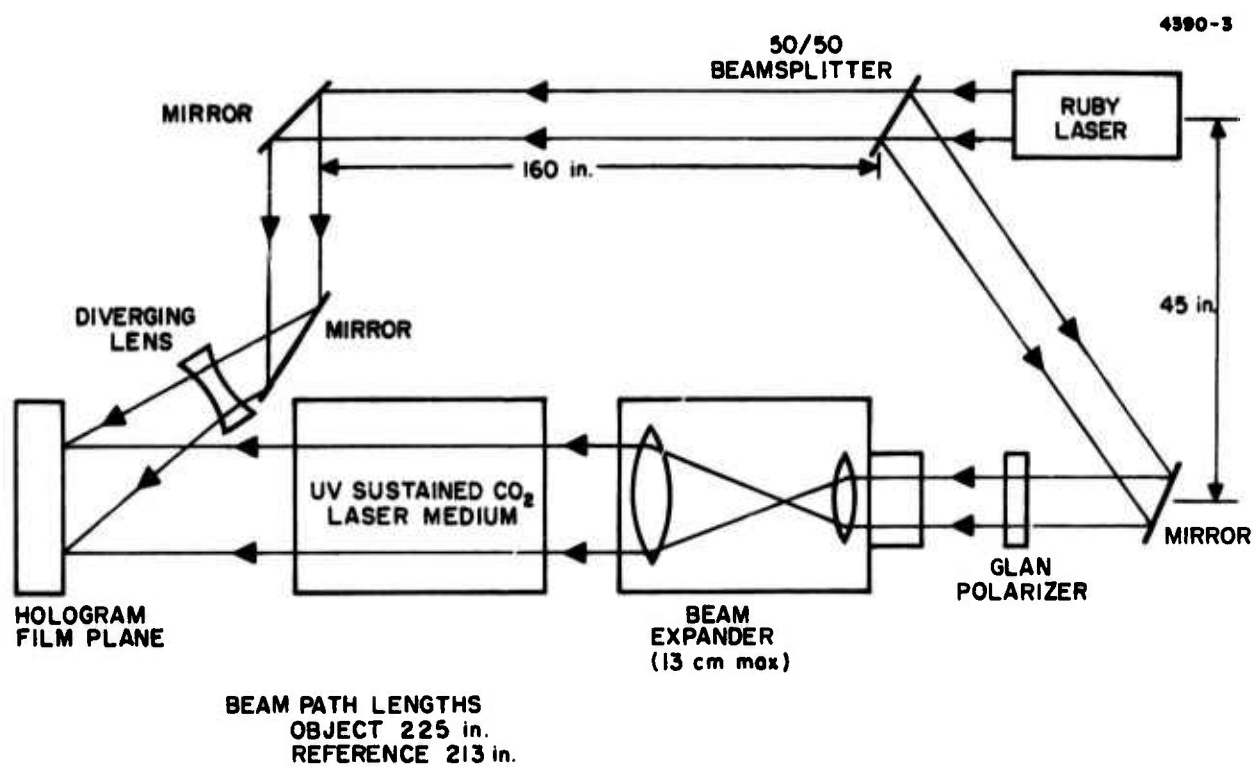 4390-3
50/50
BEAMSPLITTER
MIRROR
RUBY
LASER
160 in.
45 in.
DIVERGING
LENS
MIRROR
UV SUSTAINED CO₂
LASER MEDIUM
MIRROR
GLAN
POLARIZER
HOLOGRAM
FILM PLANE
BEAM
EXPANDER
(13 cm max)
BEAM PATH LENGTHS
OBJECT 225 in.
REFERENCE 213 in.